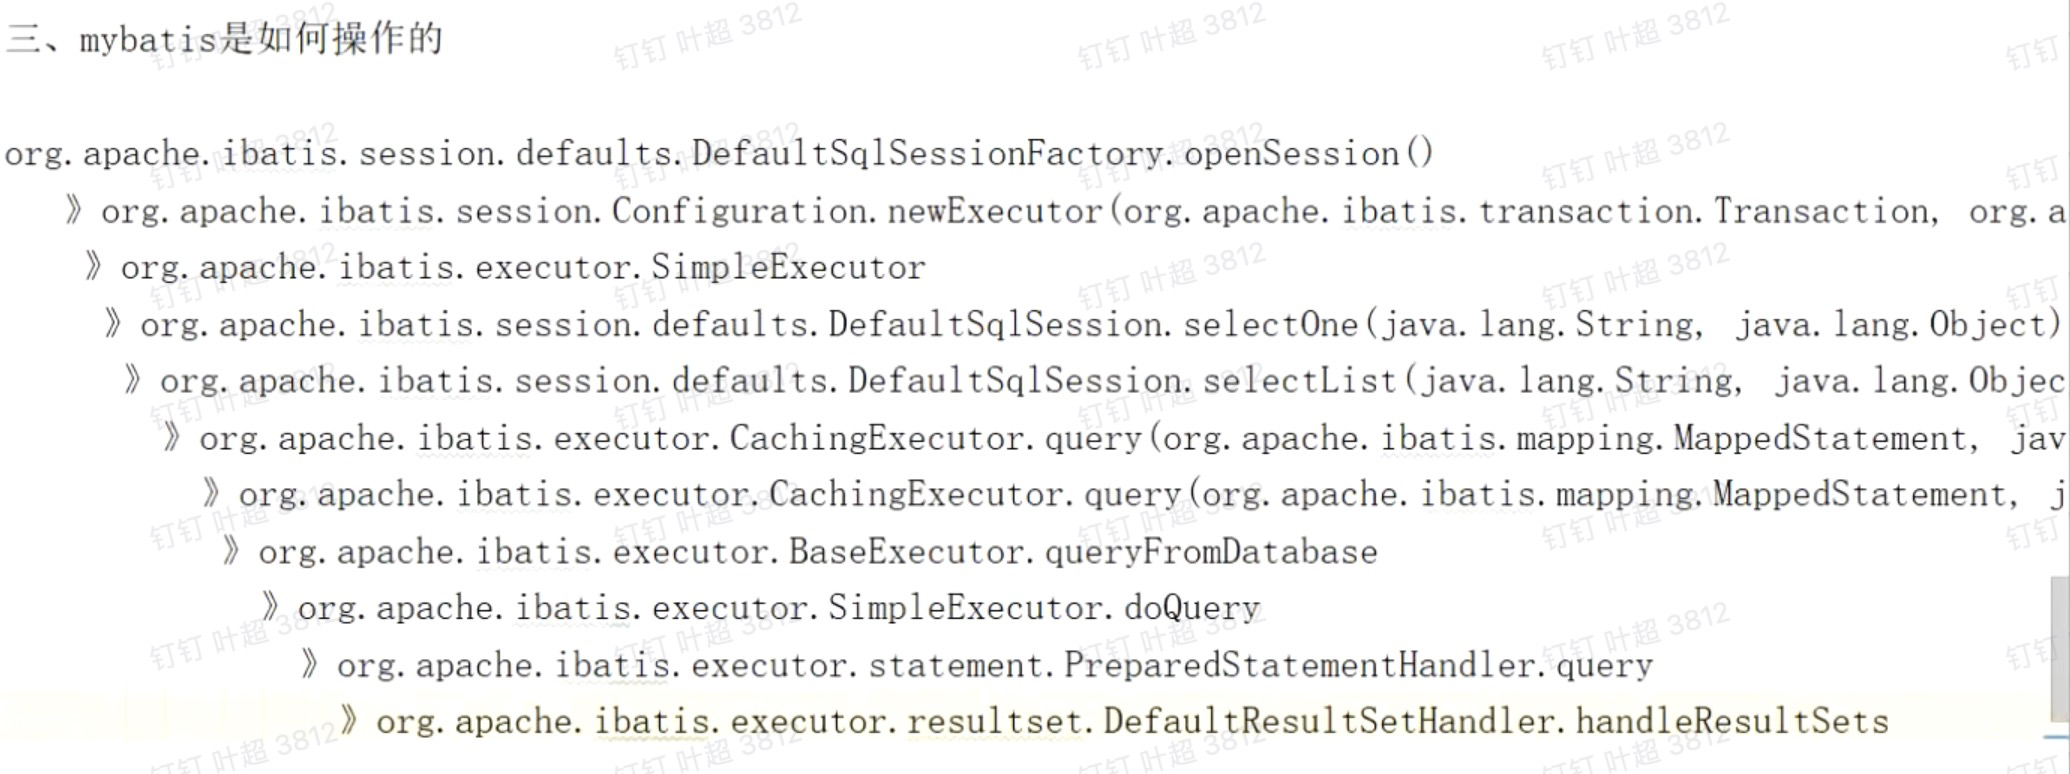 三、mybatis是如何操作的
org.apache.ibatis.session.defaults.DefaultSqlSessionFactory.openSession()
》org.apache.ibatis.session.Configuration.newExecutor(org.apache.ibatis.transaction.Transaction, org.a
》org.apache.ibatis.executor.SimpleExecutor
》org.apache.ibatis.session.defaults.DefaultSqlSession.selectOne(java.lang.String, java.lang.Object)
》org.apache.ibatis.session.defaults.DefaultSqlSession.selectList(java.lang.String, java.lang.Objec
》org.apache.ibatis.executor.CachingExecutor.query(org.apache.ibatis.mapping.MappedStatement, jav
》org.apache.ibatis.executor.CachingExecutor.query(org.apache.ibatis.mapping.MappedStatement, j
》org.apache.ibatis.executor.BaseExecutor.queryFromDatabase
》org.apache.ibatis.executor.SimpleExecutor.doQuery
》org.apache.ibatis.executor.statement.PreparedStatementHandler.query
》org.apache.ibatis.executor.resultset.DefaultResultSetHandler.handleResultSets
钉钉 叶超 3812